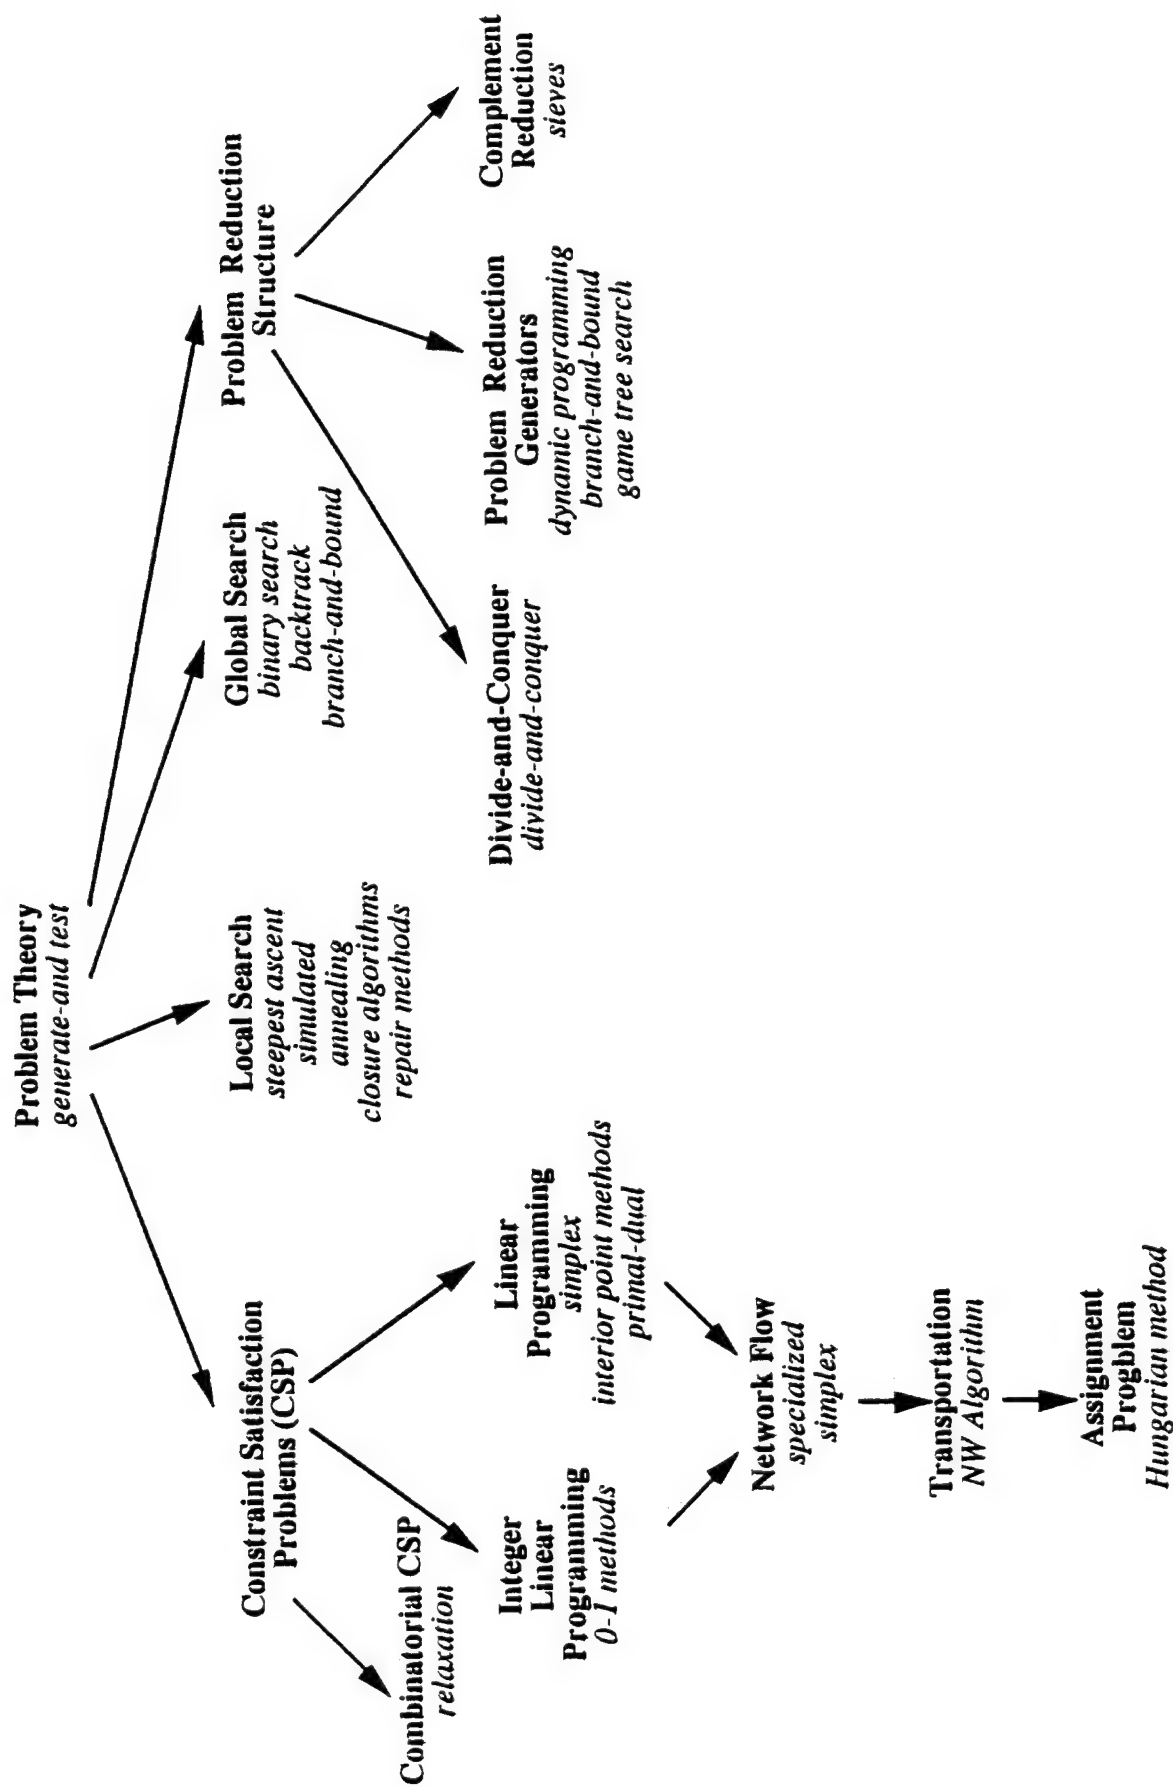 Problem Theory
generate-and test
Constraint Satisfaction
Problems (CSP)
Local Search
steepest ascent
simulated
annealing
closure algorithms
repair methods
Global Search
binary search
backtrack
branch-and-bound
Problem Reduction
Structure
Combinatorial CSP
relaxation
Integer
Linear
Programming
0-1 methods
Linear
Programming
simplex
interior point methods
primal-dual
Divide-and-Conquer
divide-and-conquer
Problem Reduction
Generators
dynamic programming
branch-and-bound
game tree search
Complement
Reduction
sieves
Network Flow
specialized
simplex
Transportation
NW Algorithm
Assignment
Progblem
Hungarian method